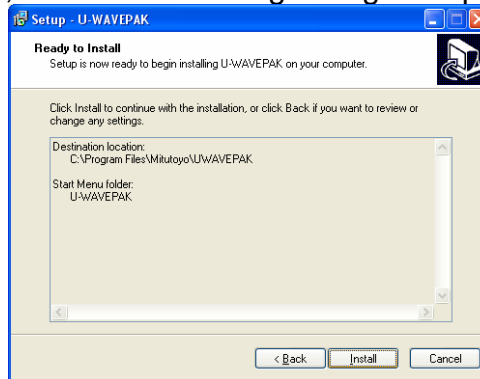 Setup - U-WAVEPAK
Ready to Install
Setup is now ready to begin installing U-WAVEPAK on your computer.
Click Install to continue with the installation, or click Back if you want to review or
change any settings.
Destination location:
C:\Program Files\Mitutoyo\UWAVEPAK
Start Menu folder:
U-WAVEPAK
< Back
Install
Cancel